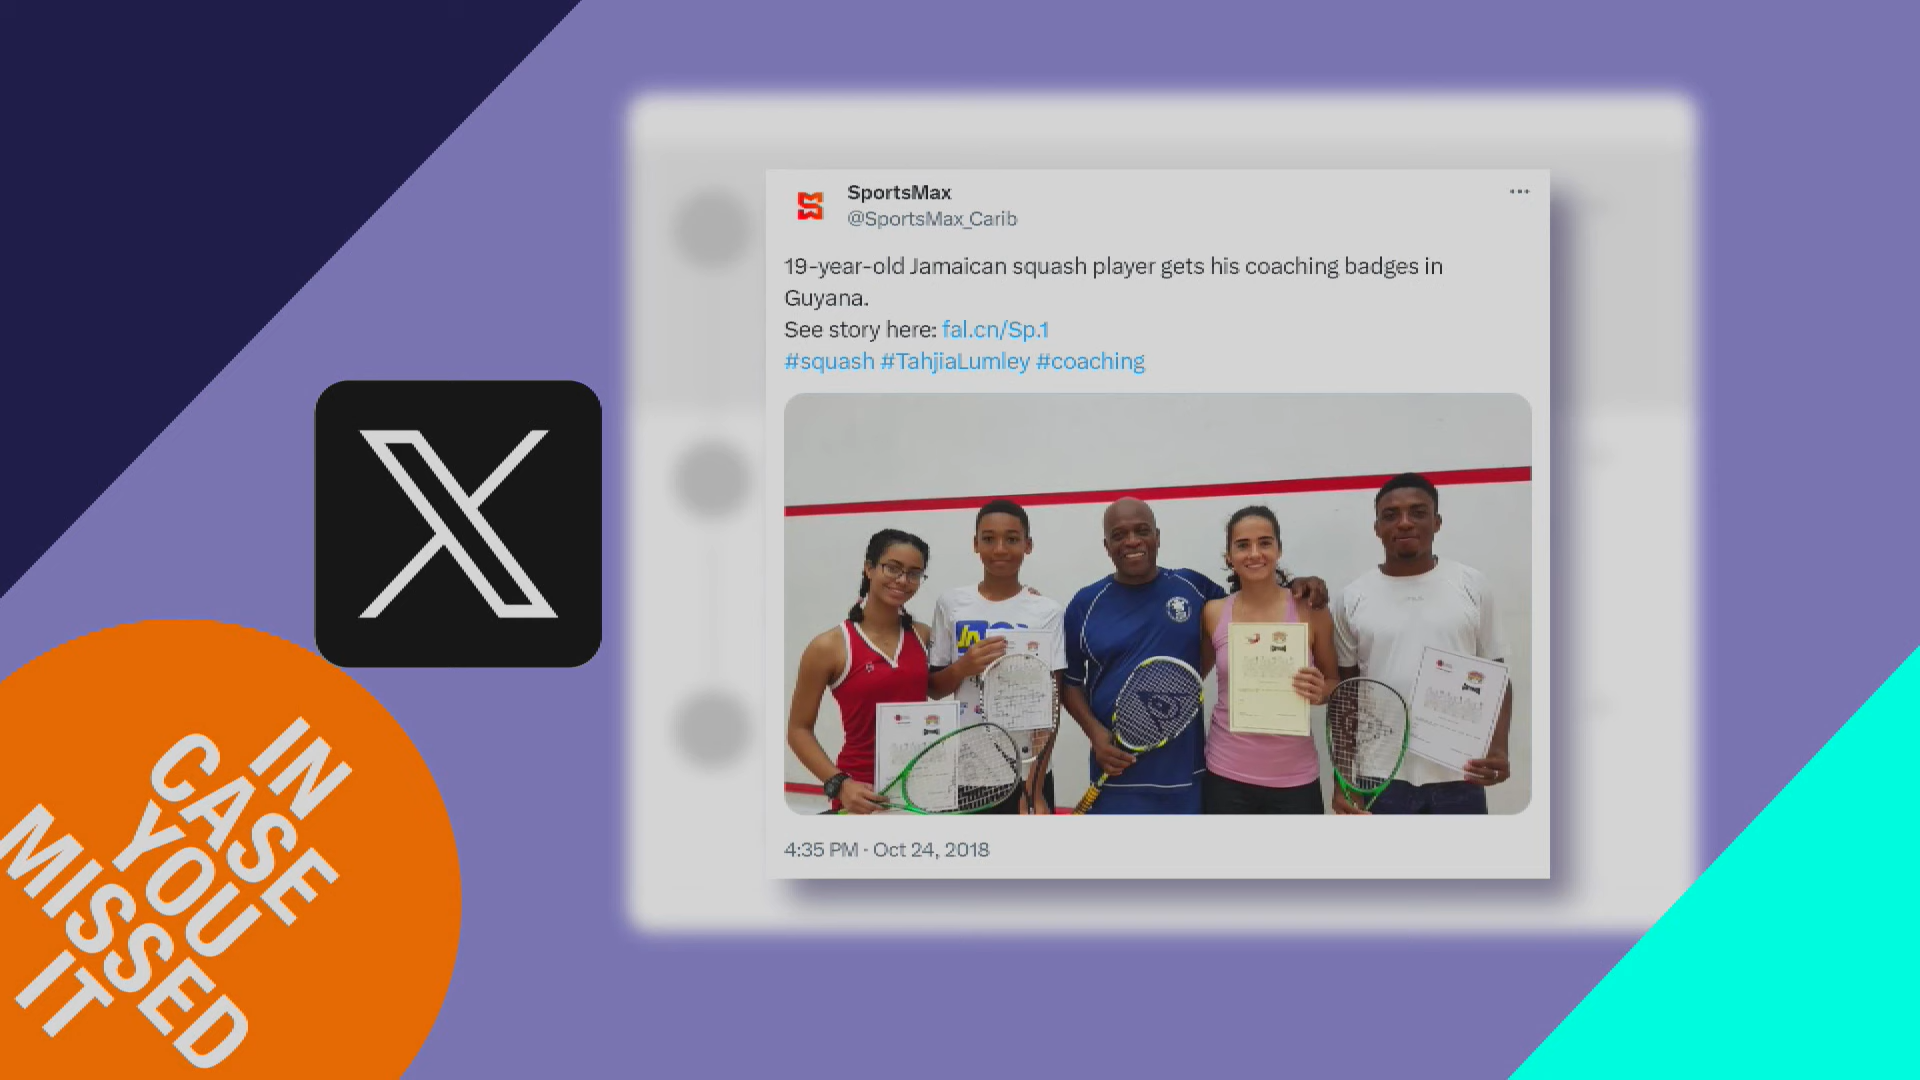 SportsMax
@SportsMax_Carib
19-year-old Jamaican squash player gets his coaching badges in
Guyana.
See story here: fal.cn/Sp.1
#squash #TahjiaLumley #coaching
4:35 PM · Oct 24, 2018
IN
CASE
YOU
MISSED
IT